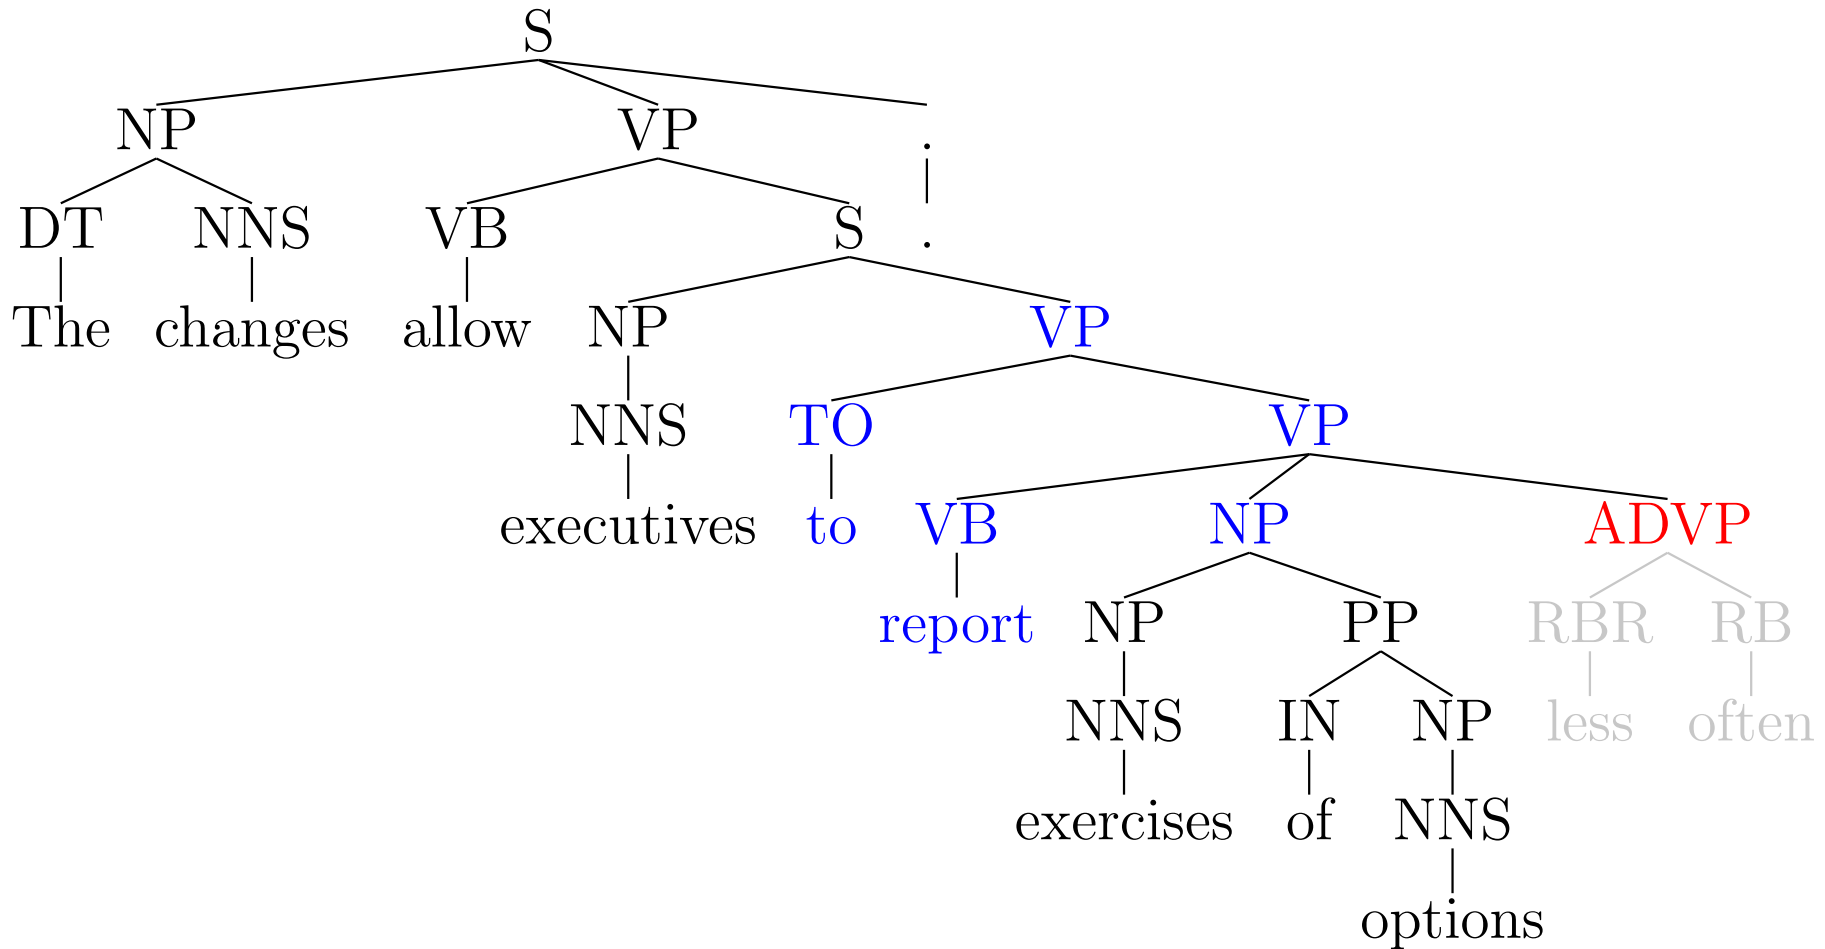 S
NP VP .
DT NNS VB S .
The changes allow NP VP
NNS TO VP
executives to VB NP ADVP
report NP PP RBR RB
NNS IN NP less often
exercises of NNS
options